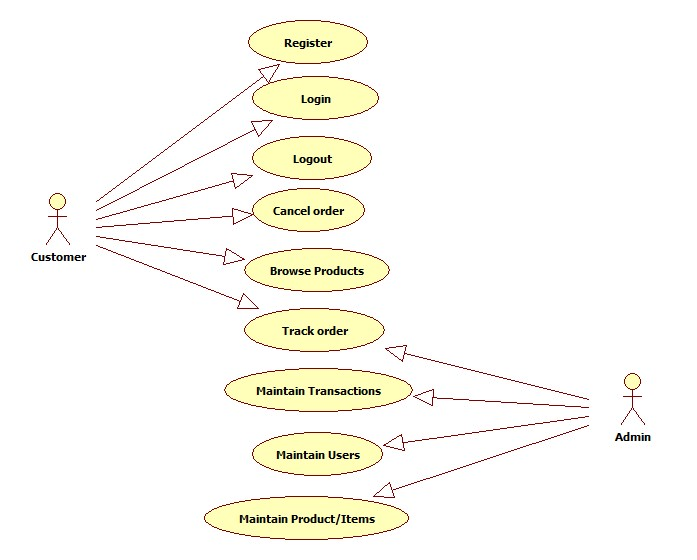 Register
Login
Logout
Cancel order
Customer
Browse Products
Track order
Maintain Transactions
Admin
Maintain Users
Maintain Product/Items